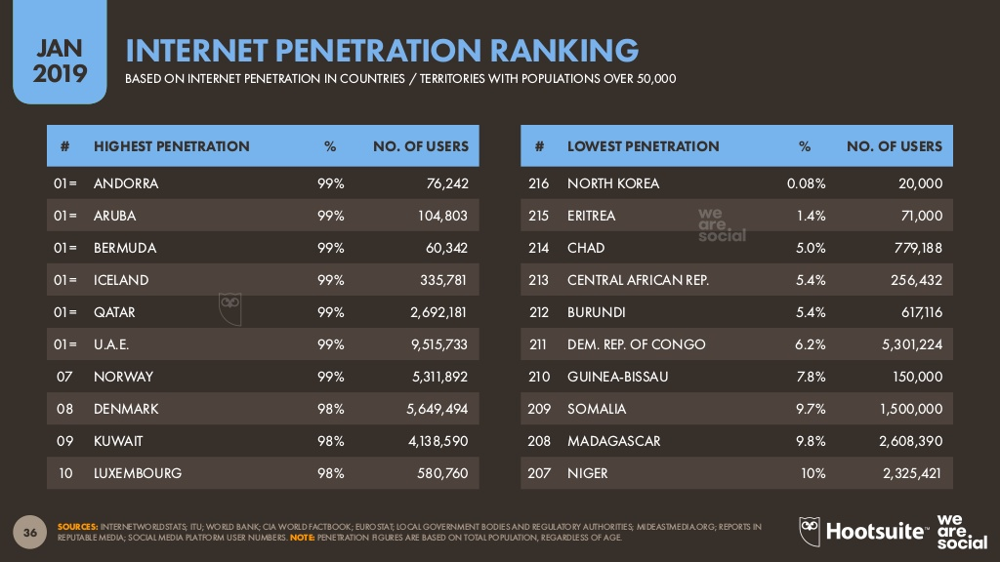 JAN
2019
INTERNET PENETRATION RANKING
BASED ON INTERNET PENETRATION IN COUNTRIES / TERRITORIES WITH POPULATIONS OVER 50,000
# HIGHEST PENETRATION % NO. OF USERS
01= ANDORRA 99% 76,242
01= ARUBA 99% 104,803
01= BERMUDA 99% 60,342
01= ICELAND 99% 335,781
01= QATAR 99% 2,692,181
01= U.A.E. 99% 9,515,733
07 NORWAY 99% 5,311,892
08 DENMARK 98% 5,649,494
09 KUWAIT 98% 4,138,590
10 LUXEMBOURG 98% 580,760
# LOWEST PENETRATION % NO. OF USERS
216 NORTH KOREA 0.08% 20,000
215 ERITREA 1.4% 71,000
214 CHAD 5.0% 779,188
213 CENTRAL AFRICAN REP. 5.4% 256,432
212 BURUNDI 5.4% 617,116
211 DEM. REP. OF CONGO 6.2% 5,301,224
210 GUINEA-BISSAU 7.8% 150,000
209 SOMALIA 9.7% 1,500,000
208 MADAGASCAR 9.8% 2,608,390
207 NIGER 10% 2,325,421
we
are
social
36
SOURCES: INTERNETWORLDSTATS; ITU; WORLD BANK; CIA WORLD FACTBOOK; EUROSTAT; LOCAL GOVERNMENT BODIES AND REGULATORY AUTHORITIES; MIDEASTMEDIA.ORG; REPORTS IN
REPUTABLE MEDIA; SOCIAL MEDIA PLATFORM USER NUMBERS. NOTE: PENETRATION FIGURES ARE BASED ON TOTAL POPULATION, REGARDLESS OF AGE.
Hootsuite™
we
are
social